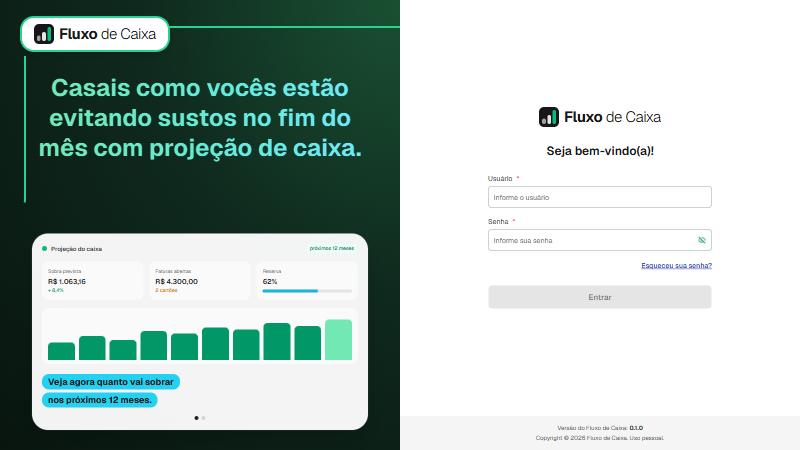 Fluxo de Caixa
Casais como vocês estão
evitando sustos no fim do
mês com projeção de caixa.
Projeção do caixa
próximos 12 meses
Sobra prevista
R$ 1.063,16
+ 8,4%
Faturas abertas
R$ 4.300,00
2 cartões
Reserva
62%
Veja agora quanto vai sobrar
nos próximos 12 meses.
Fluxo de Caixa
Seja bem-vindo(a)!
Usuário *
Informe o usuário
Senha *
Informe sua senha
Esqueceu sua senha?
Entrar
Versão do Fluxo de Caixa: 0.1.0
Copyright © 2026 Fluxo de Caixa. Uso pessoal.